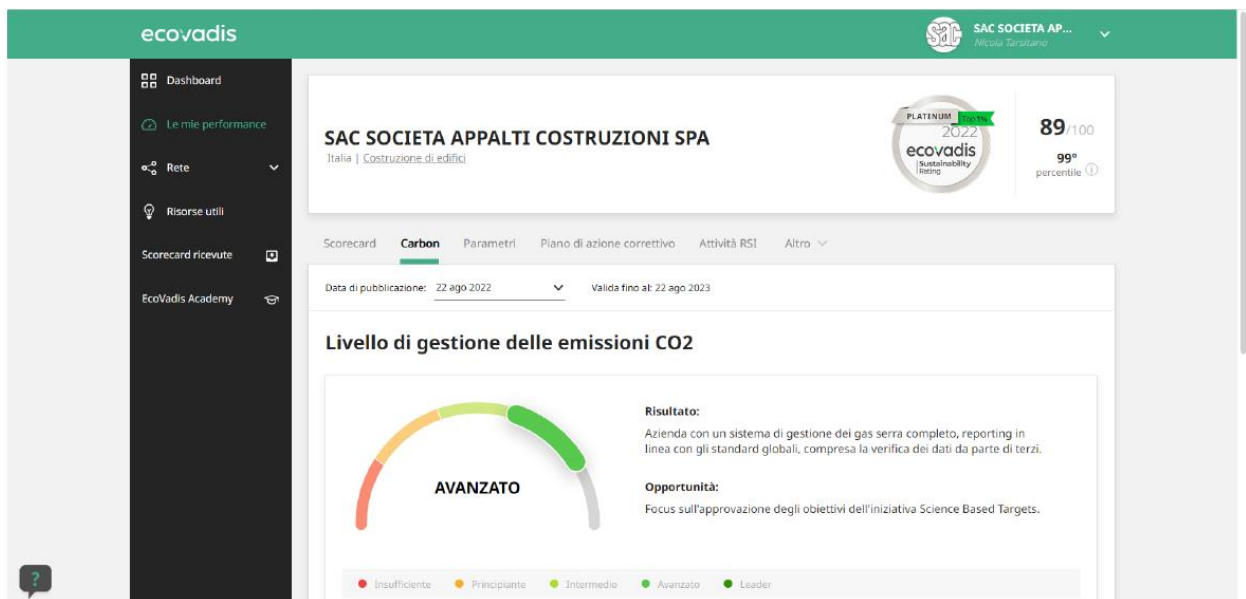 ecovadis
SAC SOCIETA AP...
Nicola Tarsitano
sac
Dashboard
Le mie performance
Rete
Risorse utili
Scorecard ricevute
EcoVadis Academy
SAC SOCIETA APPALTI COSTRUZIONI SPA
Italia | Costruzione di edifici
PLATINUM Top 1%
2022
ecovadis
Sustainability
Rating
89/100
99°
percentile
Scorecard Carbon Parametri Piano di azione correttivo Attività RSI Altro
Data di pubblicazione: 22 ago 2022 Valida fino al: 22 ago 2023
Livello di gestione delle emissioni CO2
AVANZATO
Risultato:
Azienda con un sistema di gestione dei gas serra completo, reporting in
linea con gli standard globali, compresa la verifica dei dati da parte di terzi.
Opportunità:
Focus sull'approvazione degli obiettivi dell'iniziativa Science Based Targets.
Insufficiente Principiante Intermedio Avanzato Leader
?